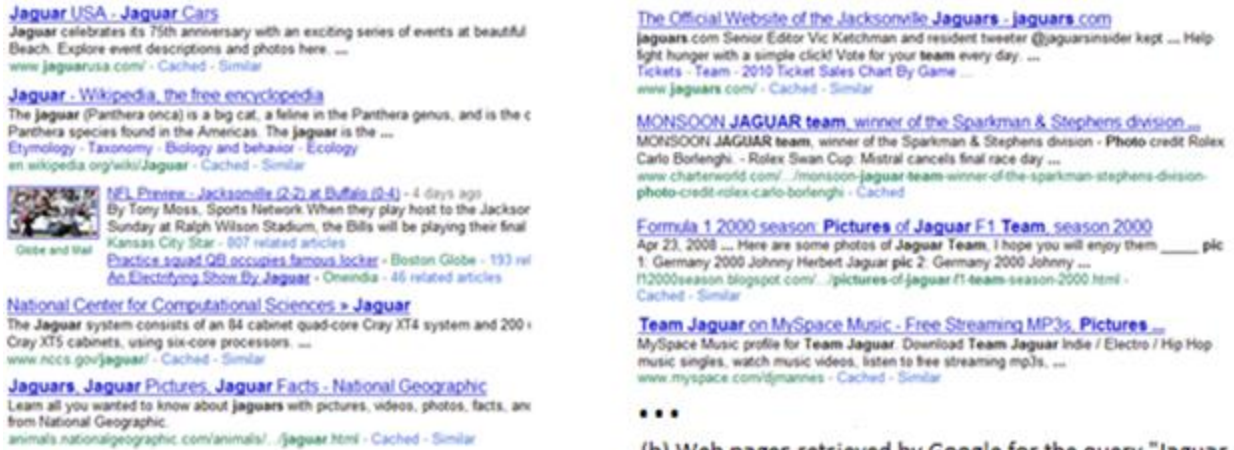 Jaguar USA - Jaguar Cars
Jaguar celebrates its 75th anniversary with an exciting series of events at beautiful
Beach. Explore event descriptions and photos here. ...
www.jaguarusa.com/ - Cached - Similar
Jaguar - Wikipedia, the free encyclopedia
The jaguar (Panthera onca) is a big cat, a feline in the Panthera genus, and is the c
Panthera species found in the Americas. The jaguar is the ...
Etymology - Taxonomy - Biology and behavior - Ecology
en.wikipedia.org/wiki/Jaguar - Cached - Similar
NFL Preview - Jacksonville (2-2) at Buffalo (0-4) - 4 days ago
By Tony Moss, Sports Network When they play host to the Jackson
Sunday at Ralph Wilson Stadium, the Bills will be playing their final
Globe and Mail
Kansas City Star - 807 related articles
Practice squad QB occupies famous locker - Boston Globe - 193 rel
An Electrifying Show By Jaguar - Oneindia - 46 related articles
National Center for Computational Sciences » Jaguar
The Jaguar system consists of an 84 cabinet quad-core Cray XT4 system and 200
Cray XT5 cabinets, using six-core processors. ...
www.nccs.gov/jaguar/ - Cached - Similar
Jaguars, Jaguar Pictures, Jaguar Facts - National Geographic
Learn all you wanted to know about jaguars with pictures, videos, photos, facts, and
from National Geographic.
animals.nationalgeographic.com/animals/.../jaguar.html - Cached - Similar
The Official Website of the Jacksonville Jaguars - jaguars.com
jaguars.com Senior Editor Vic Ketchman and resident tweeter @jaguarsinsider kept ... Help
fight hunger with a simple click! Vote for your team every day. ...
Tickets - Team - 2010 Ticket Sales Chart By Game ...
www.jaguars.com/ - Cached - Similar
MONSOON JAGUAR team, winner of the Sparkman & Stephens division ...
MONSOON JAGUAR team, winner of the Sparkman & Stephens division - Photo credit Rolex
Carlo Borlenghi. - Rolex Swan Cup: Mistral cancels final race day ...
www.charterworld.com/.../monsoon-jaguar-team-winner-of-the-sparkman-stephens-division-
photo-credit-rolex-carlo-borlenghi - Cached
Formula 1 2000 season: Pictures of Jaguar F1 Team, season 2000
Apr 23, 2008 ... Here are some photos of Jaguar Team, I hope you will enjoy them _____ pic
1: Germany 2000 Johnny Herbert Jaguar pic 2: Germany 2000 Johnny ...
f12000season.blogspot.com/.../pictures-of-jaguar-f1-team-season-2000.html -
Cached - Similar
Team Jaguar on MySpace Music - Free Streaming MP3s, Pictures ...
MySpace Music profile for Team Jaguar. Download Team Jaguar Indie / Electro / Hip Hop
music singles, watch music videos, listen to free streaming mp3s, ...
www.myspace.com/djmannes - Cached - Similar
•••
(b) Web pages retrieved by Google for the query "Jaguar